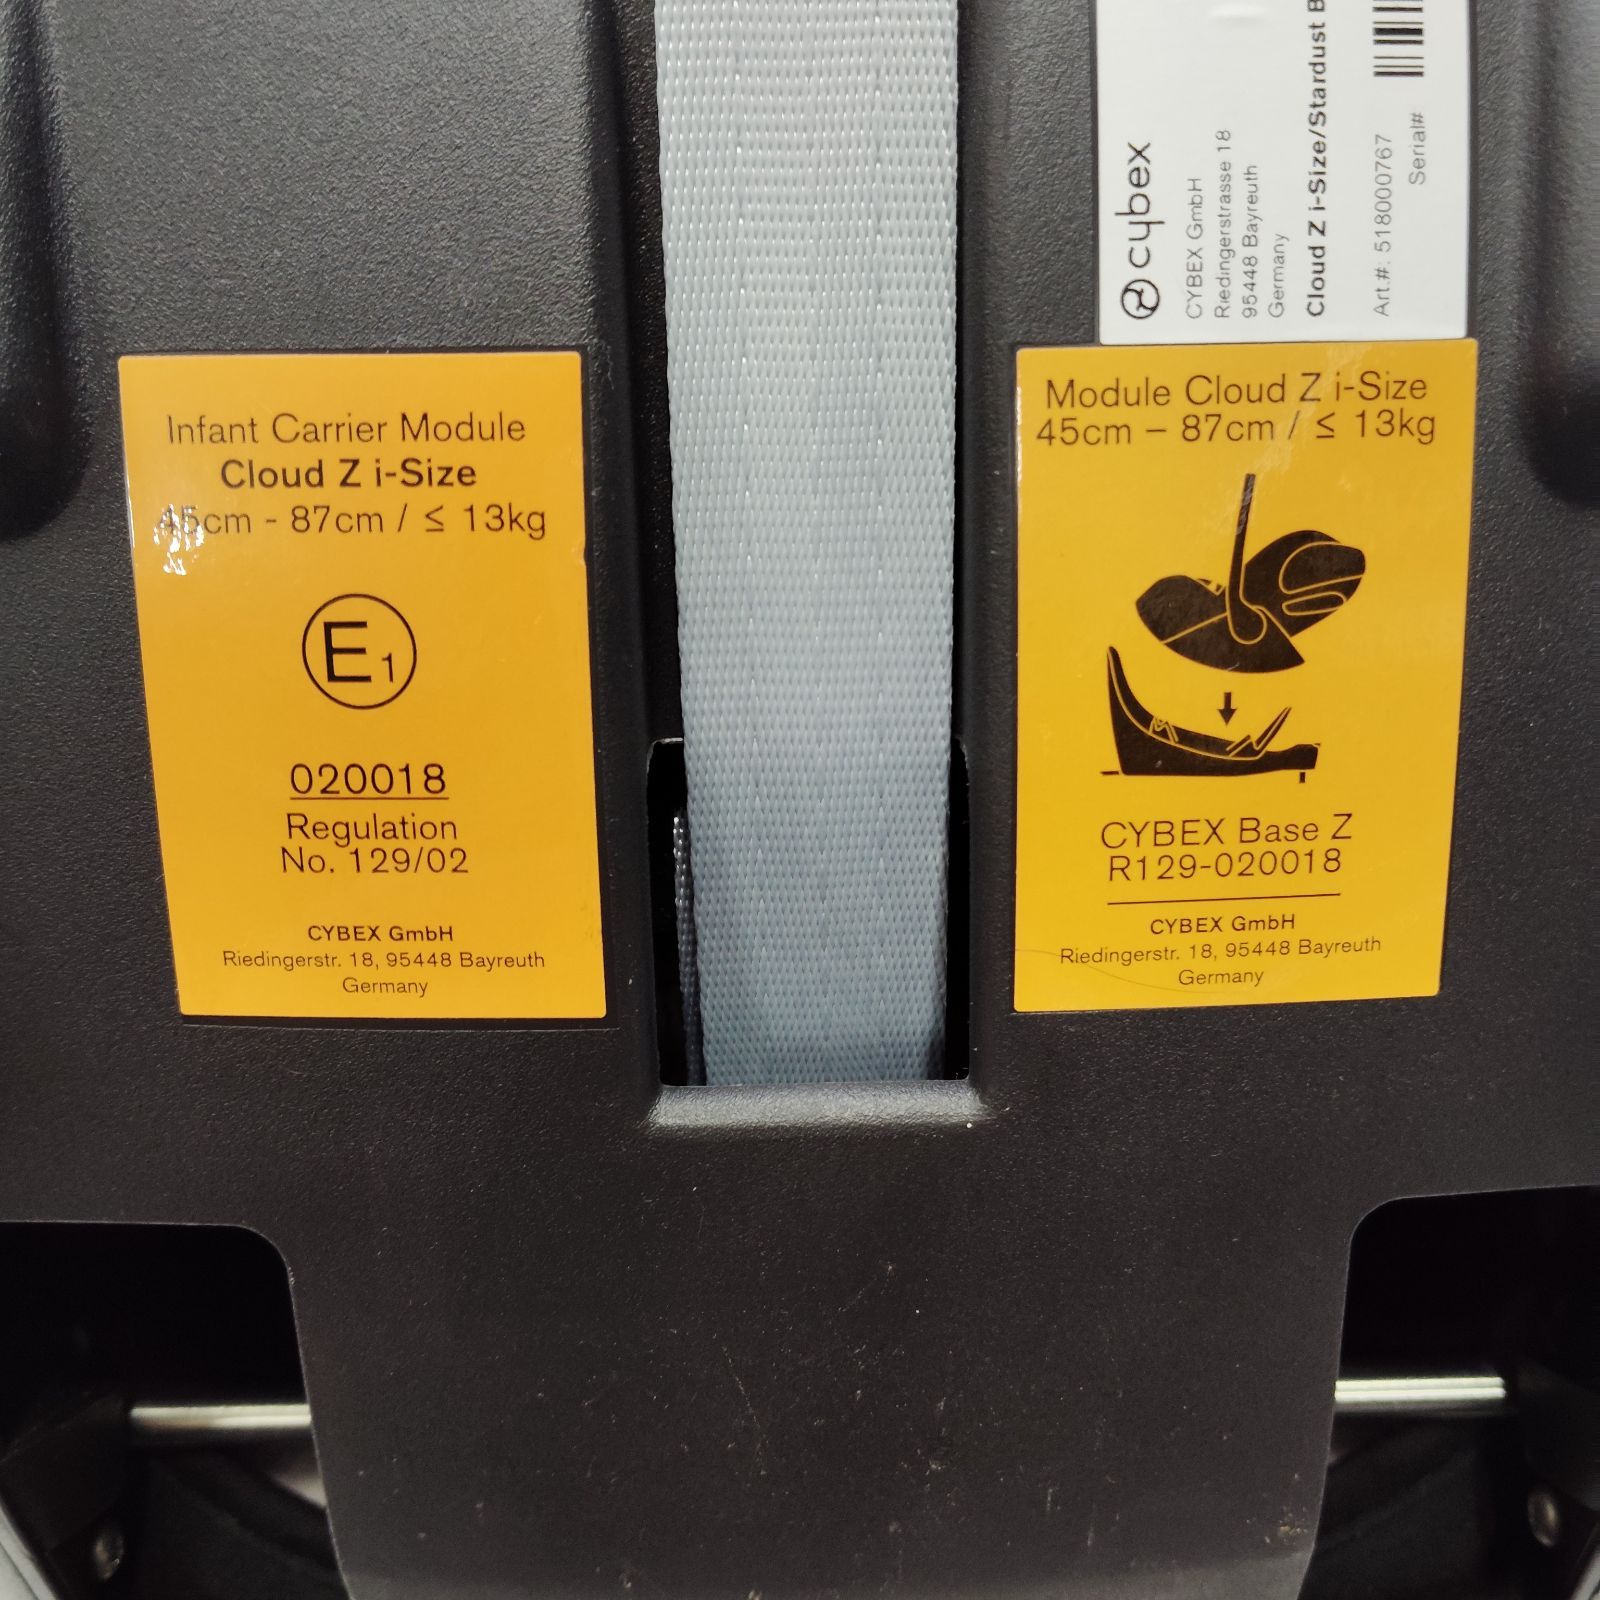 Infant Carrier Module
Cloud Z i-Size
45cm - 87cm / ≤ 13kg
E1
020018
Regulation
No. 129/02
CYBEX GmbH
Riedingerstr. 18, 95448 Bayreuth
Germany
cybex
CYBEX GmbH
Riedingerstrasse 18
95448 Bayreuth
Germany
Cloud Z i-Size/Stardust B
Art.#: 518000767
Serial#
Module Cloud Z i-Size
45cm – 87cm / ≤ 13kg
CYBEX Base Z
R129-020018
CYBEX GmbH
Riedingerstr. 18, 95448 Bayreuth
Germany